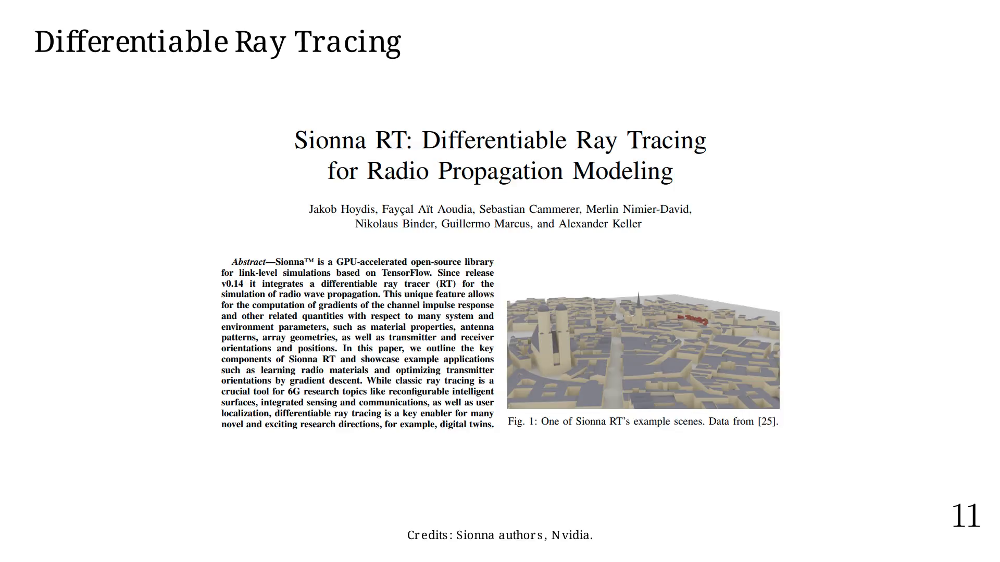 Differentiable Ray Tracing
Sionna RT: Differentiable Ray Tracing
for Radio Propagation Modeling
Jakob Hoydis, Fayçal Aït Aoudia, Sebastian Cammerer, Merlin Nimier-David,
Nikolaus Binder, Guillermo Marcus, and Alexander Keller
Abstract—Sionna™ is a GPU-accelerated open-source library
for link-level simulations based on TensorFlow. Since release
v0.14 it integrates a differentiable ray tracer (RT) for the
simulation of radio wave propagation. This unique feature allows
for the computation of gradients of the channel impulse response
and other related quantities with respect to many system and
environment parameters, such as material properties, antenna
patterns, array geometries, as well as transmitter and receiver
orientations and positions. In this paper, we outline the key
components of Sionna RT and showcase example applications
such as learning radio materials and optimizing transmitter
orientations by gradient descent. While classic ray tracing is a
crucial tool for 6G research topics like reconfigurable intelligent
surfaces, integrated sensing and communications, as well as user
localization, differentiable ray tracing is a key enabler for many
novel and exciting research directions, for example, digital twins.
Fig. 1: One of Sionna RT's example scenes. Data from [25].
Credits: Sionna authors, Nvidia.
11